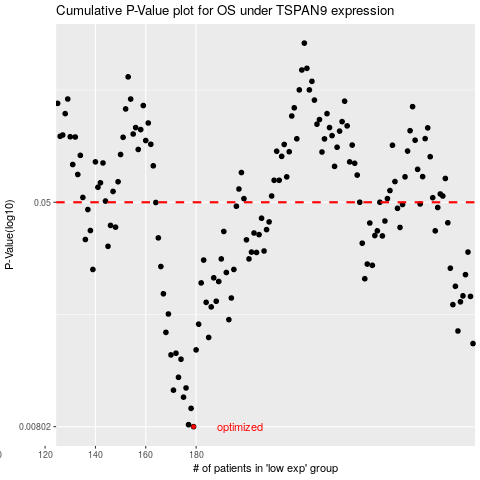 Cumulative P-Value plot for OS under TSPAN9 expression
P-Value(log10)
0.05
0.00802
optimized
0 120 140 160 180
# of patients in 'low exp' group